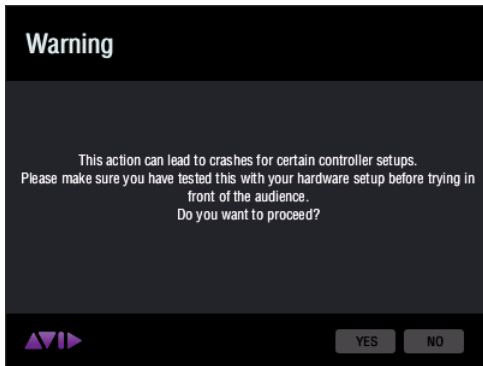 Warning
This action can lead to crashes for certain controller setups.
Please make sure you have tested this with your hardware setup before trying in
front of the audience.
Do you want to proceed?
AVID
YES NO